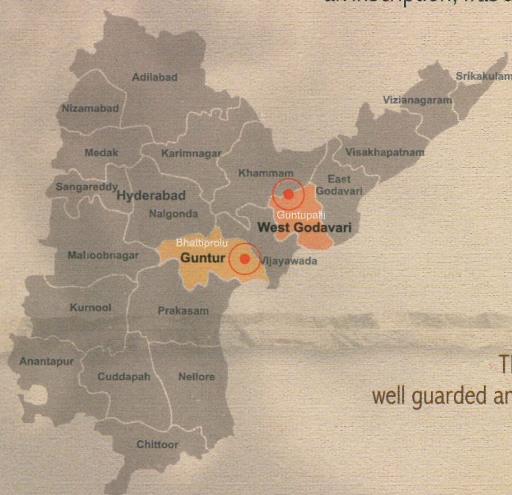 Adilabad
Srikakulam
Vizianagaram
Nizamabad
Medak
Karimnagar
Visakhapatnam
Khammam
Sangareddy
Hyderabad
East
Godavari
Nalgonda
Guntupalli
West Godavari
Bhattiprolu
Mahboobnagar
Guntur
Vijayawada
Kurnool
Prakasam
Anantapur
Cuddapah
Nellore
Chittoor
well guarded